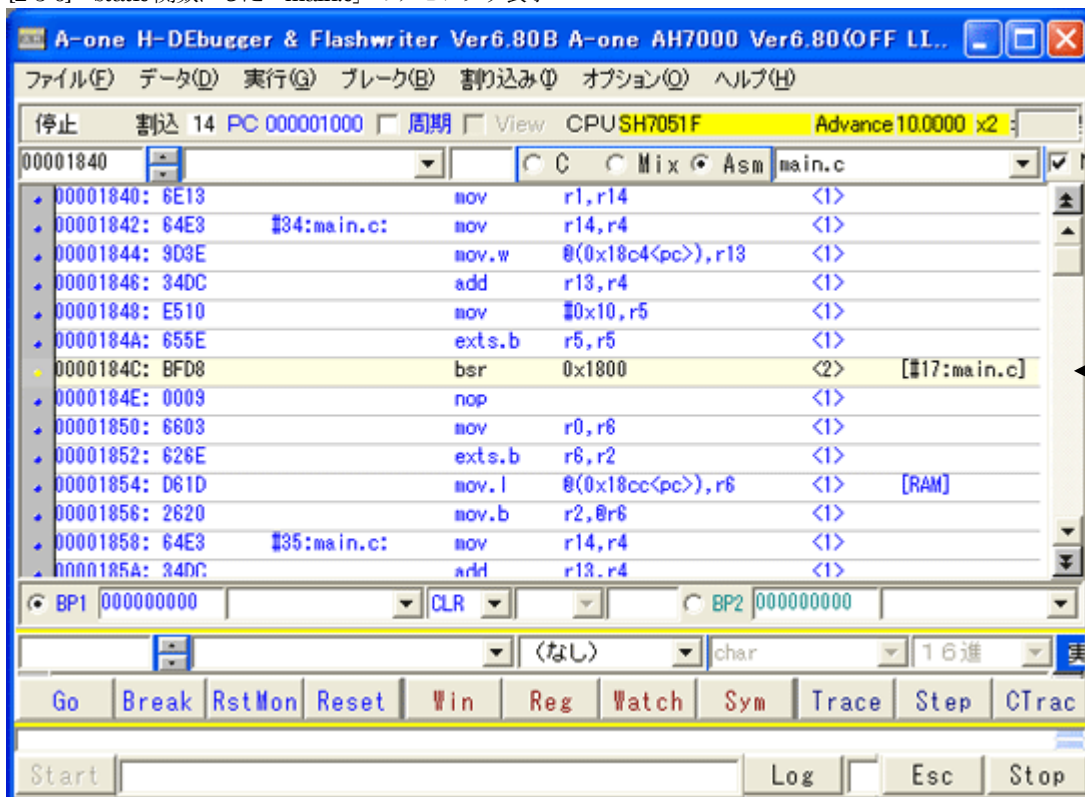 A-one H-DEbugger & Flashwriter Ver6.80B A-one AH7000 Ver6.80(OFF LI..
ファイル(F) データ(D) 実行(G) ブレーク(B) 割り込み(I) オプション(O) ヘルプ(H)
停止 割込 14 PC 000001000 周期 View CPU SH7051F Advance 10.0000 x2
00001840 C Mix Asm main.c
00001840: 6E13 mov r1,r14 <1>
00001842: 64E3 #34:main.c: mov r14,r4 <1>
00001844: 9D3E mov.w @(0x18c4<pc>),r13 <1>
00001846: 34DC add r13,r4 <1>
00001848: E510 mov #0x10,r5 <1>
0000184A: 655E exts.b r5,r5 <1>
0000184C: BFD8 bsr 0x1800 <2> [#17:main.c]
0000184E: 0009 nop <1>
00001850: 6603 mov r0,r6 <1>
00001852: 626E exts.b r6,r2 <1>
00001854: D61D mov.l @(0x18cc<pc>),r6 <1> [RAM]
00001856: 2620 mov.b r2,@r6 <1>
00001858: 64E3 #35:main.c: mov r14,r4 <1>
0000185A: 34DC add r13,r4 <1>
BP1 000000000 CLR BP2 000000000
(なし) char 16進 実
Go Break RstMon Reset Win Reg Watch Sym Trace Step CTrac
Start Log Esc Stop